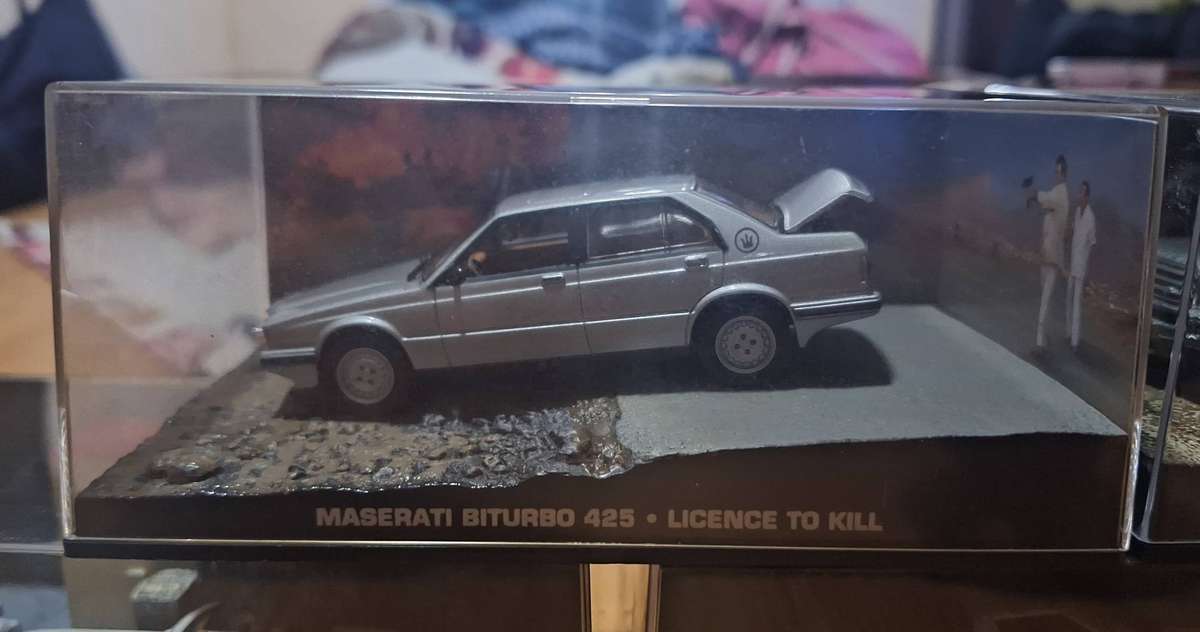 MASERATI BITURBO 425 • LICENCE TO KILL